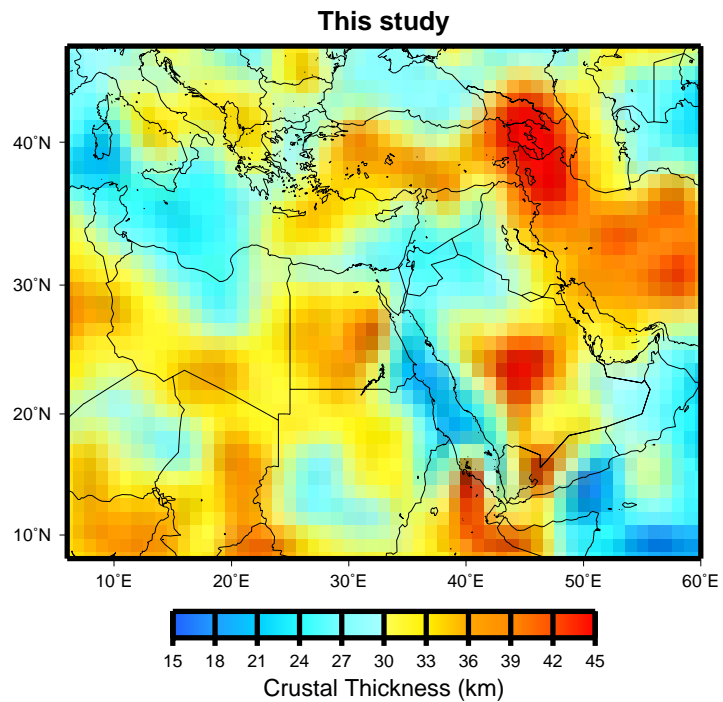 This study
40˚N
30˚N
20˚N
10˚N
10˚E 20˚E 30˚E 40˚E 50˚E 60˚E
15 18 21 24 27 30 33 36 39 42 45
Crustal Thickness (km)